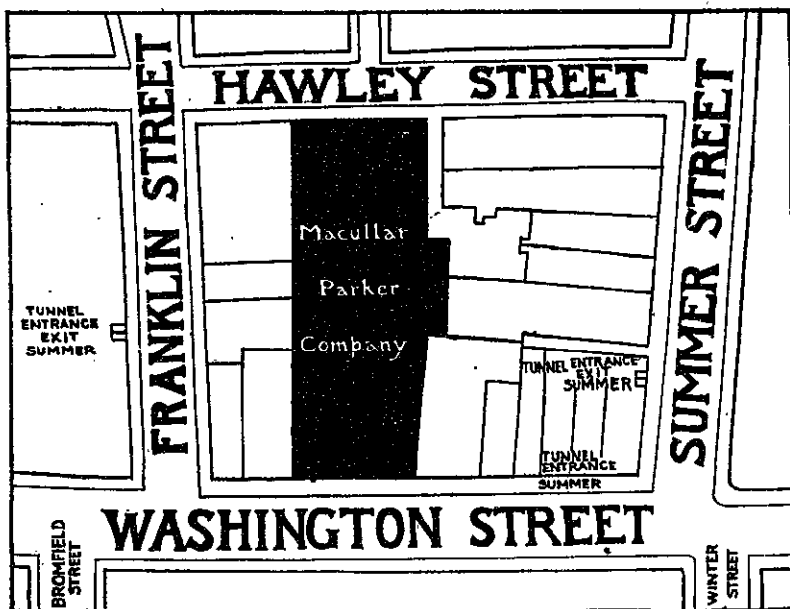 HAWLEY STREET
FRANKLIN STREET
SUMMER STREET
Macullar
Parker
Company
TUNNEL
ENTRANCE
EXIT
SUMMER
TUNNEL ENTRANCE
EXIT
SUMMER
TUNNEL
ENTRANCE
SUMMER
WASHINGTON STREET
BROMFIELD
STREET
WINTER
STREET